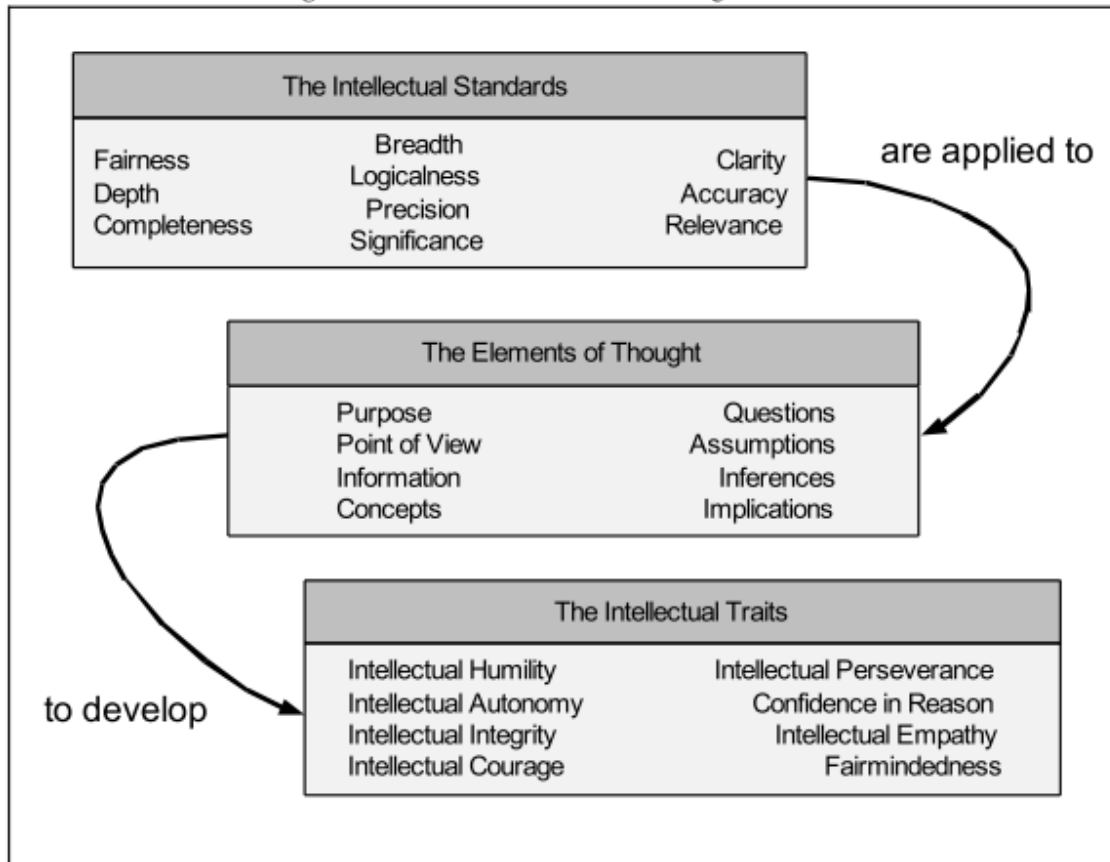 The Intellectual Standards
Fairness
Depth
Completeness
Breadth
Logicalness
Precision
Significance
Clarity
Accuracy
Relevance
are applied to
The Elements of Thought
Purpose
Point of View
Information
Concepts
Questions
Assumptions
Inferences
Implications
to develop
The Intellectual Traits
Intellectual Humility
Intellectual Autonomy
Intellectual Integrity
Intellectual Courage
Intellectual Perseverance
Confidence in Reason
Intellectual Empathy
Fairmindedness